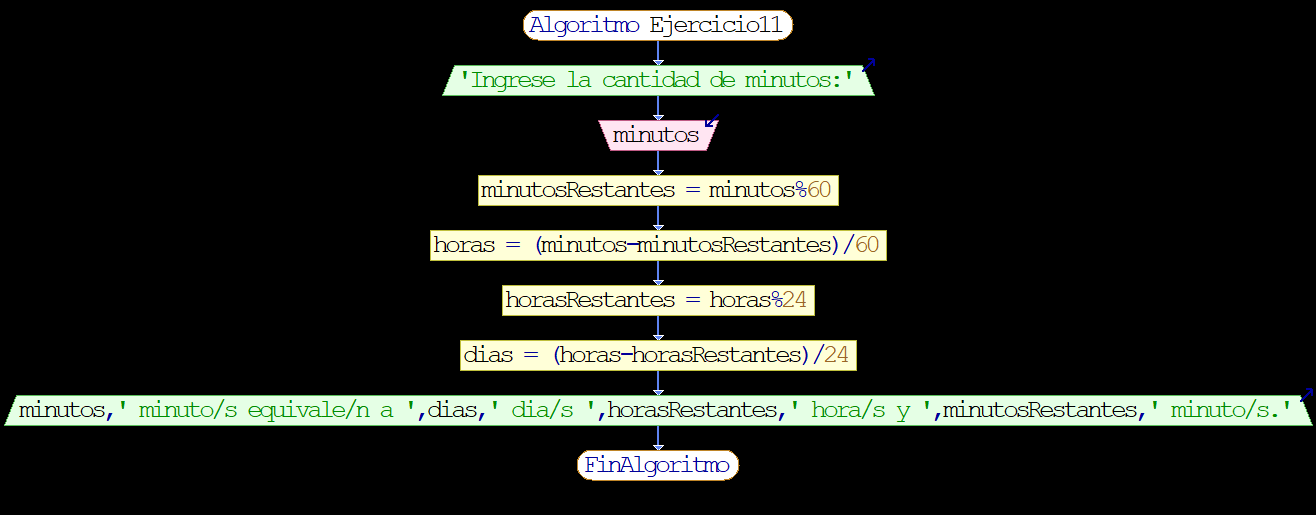 Algoritmo Ejercicio11
'Ingrese la cantidad de minutos:'
minutos
minutosRestantes = minutos%60
horas = (minutos-minutosRestantes)/60
horasRestantes = horas%24
dias = (horas-horasRestantes)/24
minutos,' minuto/s equivale/n a ',dias,' dia/s ',horasRestantes,' hora/s y ',minutosRestantes,' minuto/s.'
FinAlgoritmo